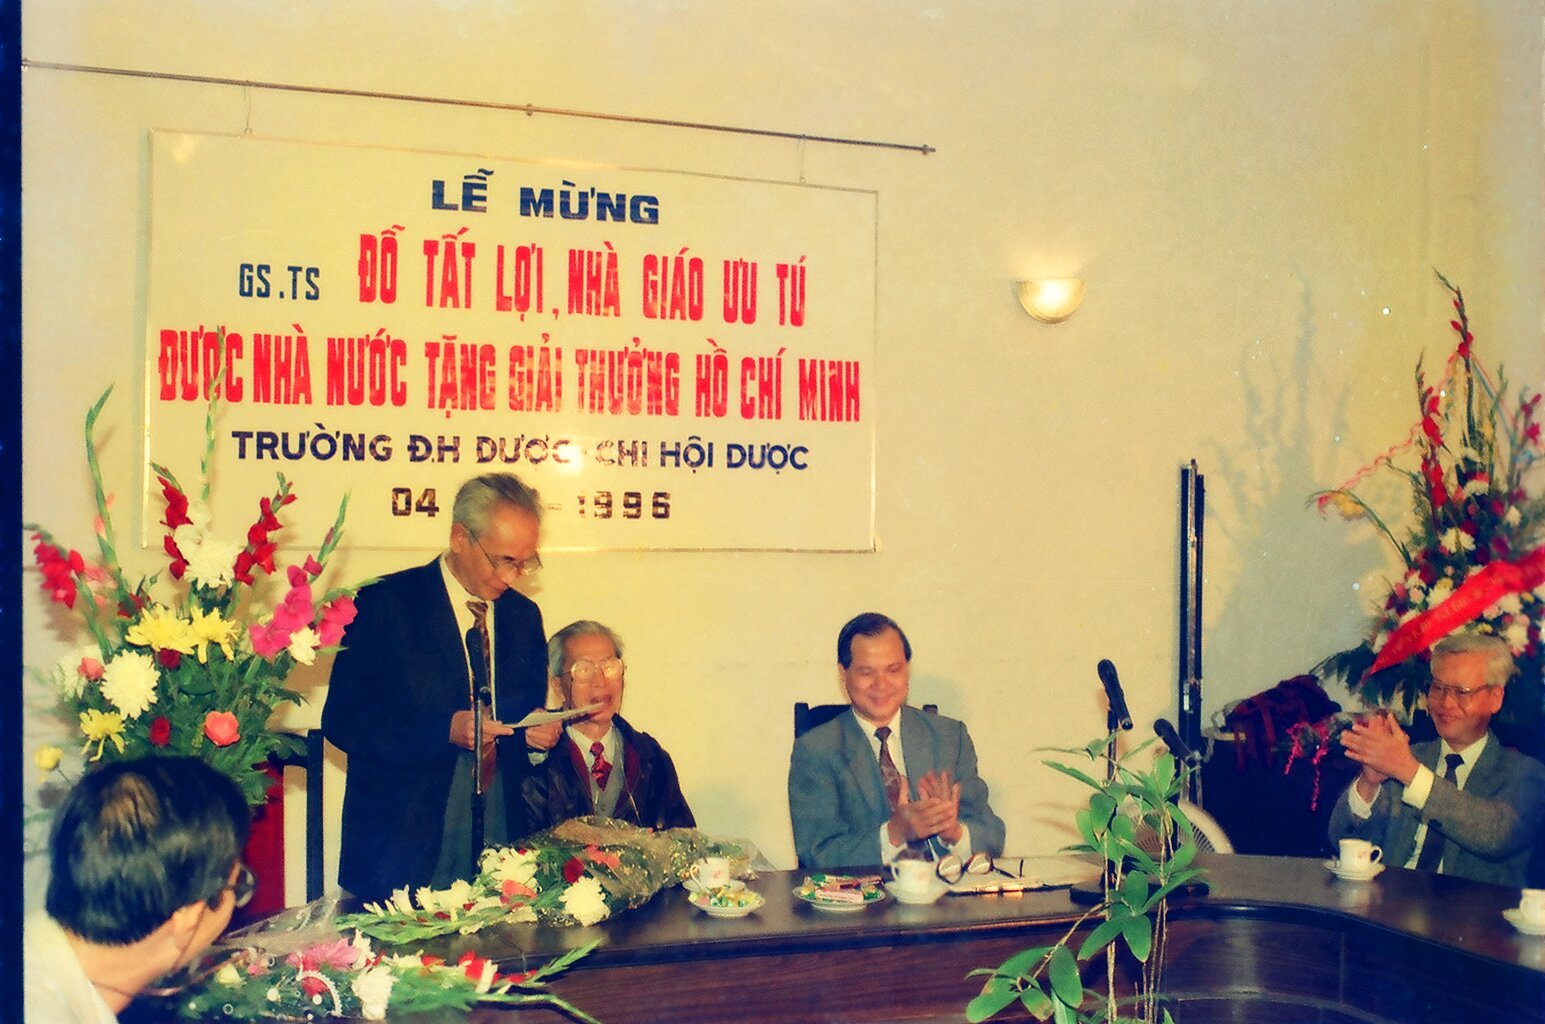 LỄ MỪNG
GS.TS ĐỖ TẤT LỢI, NHÀ GIÁO ƯU TÚ
ĐƯỢC NHÀ NƯỚC TẶNG GIẢI THƯỞNG HỒ CHÍ MINH
TRƯỜNG Đ.H DƯỢC - CHI HỘI DƯỢC
04 - 1996